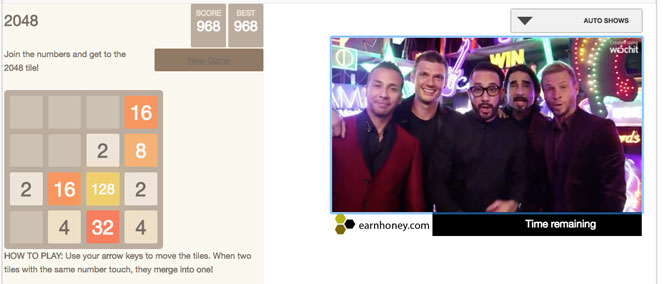 2048
SCORE
968
BEST
968
Join the numbers and get to the
2048 tile!
New Game
16
2
8
2
16
128
2
4
32
4
HOW TO PLAY: Use your arrow keys to move the tiles. When two
tiles with the same number touch, they merge into one!
AUTO SHOWS
wochit
WIN
earnhoney.com
Time remaining